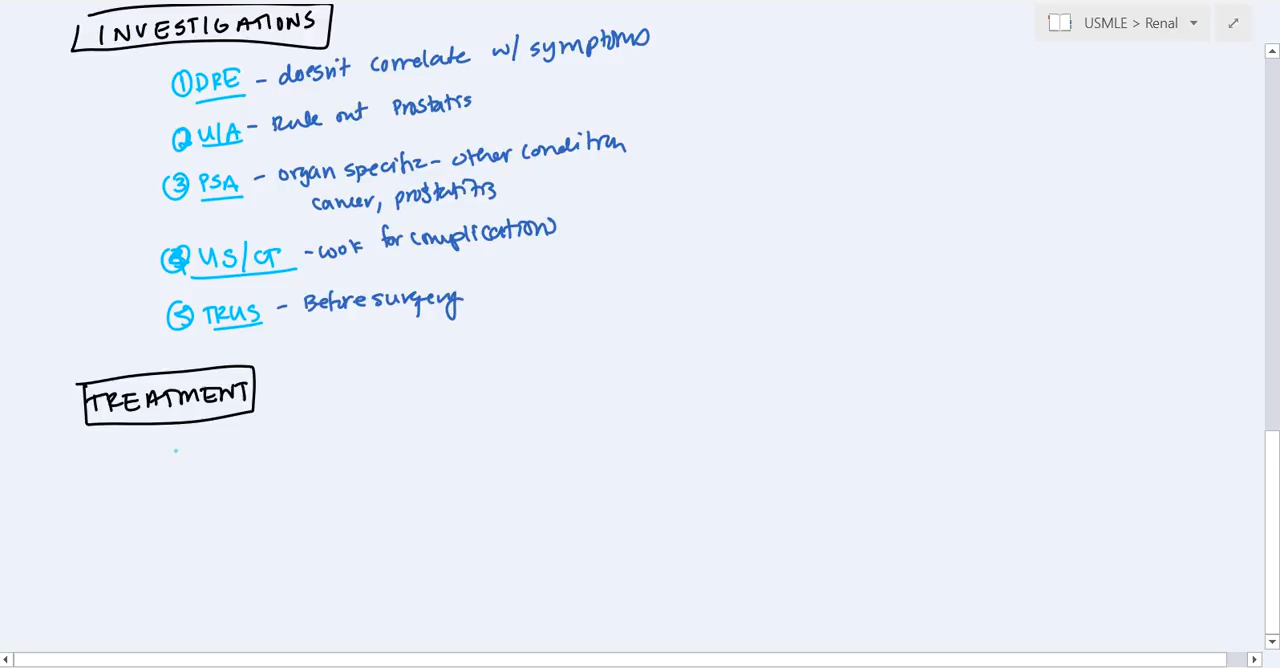 INVESTIGATIONS
USMLE > Renal
① DRE - doesn't correlate w/ symptoms
② U/A - Rule out Prostatis
③ PSA - organ specific - other condition
cancer, prostatitis
④ US/CT - look for complications
⑤ TRUS - Before surgery
TREATMENT